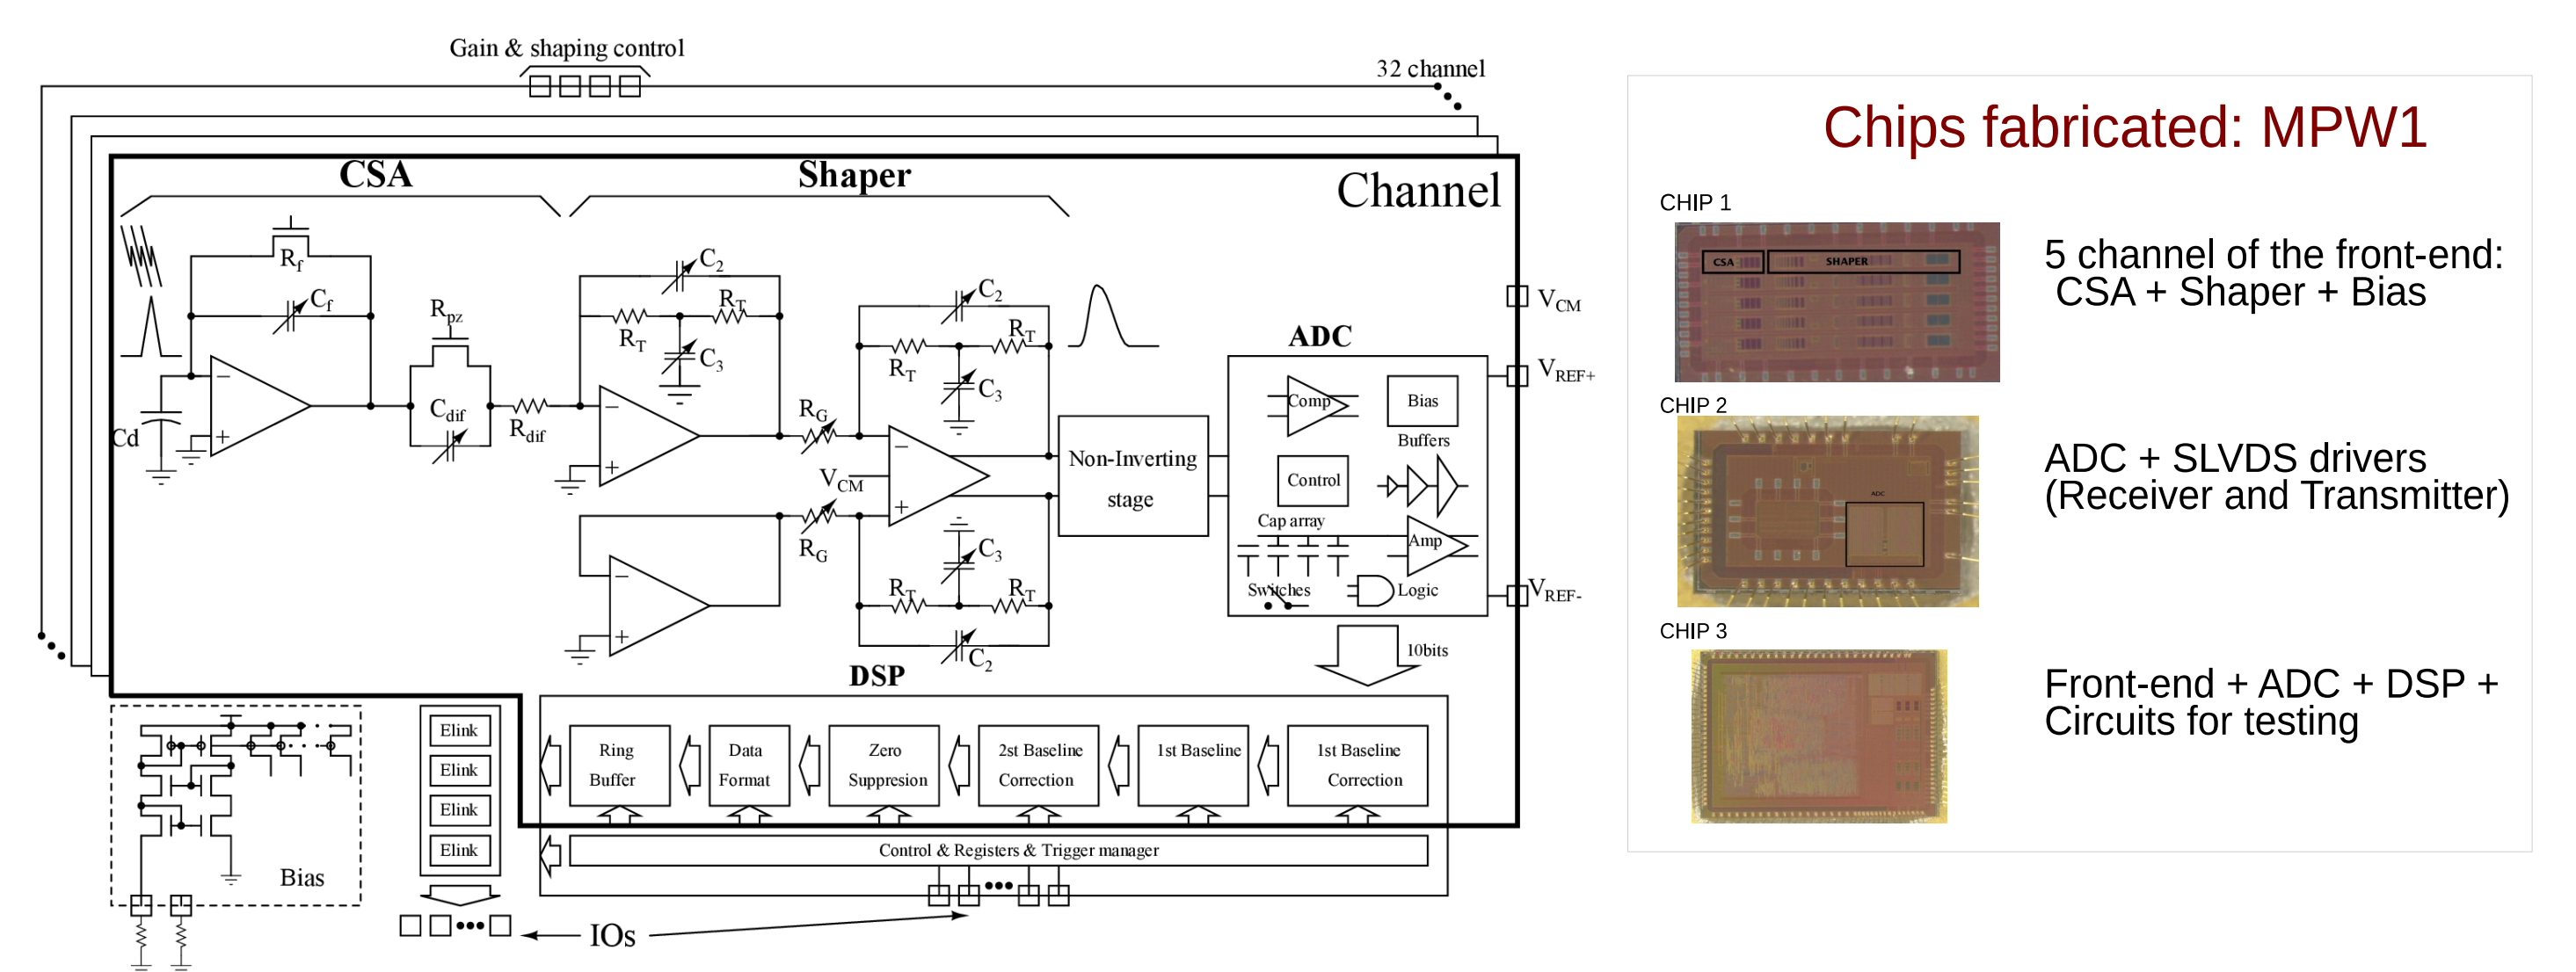 Gain & shaping control
32 channel
CSA
Shaper
Channel
Rf
Cf
Rpz
Cdif
Rdif
Cd
−
+
C2
RT
RT
C3
−
+
RG
VCM
RG
−
+
C2
RT
RT
C3
−
+
C3
RT
RT
C2
Non-Inverting
stage
ADC
Comp
Bias
Buffers
Control
Cap array
Amp
Switches
Logic
VCM
VREF+
VREF-
10bits
DSP
Ring
Buffer
Data
Format
Zero
Suppresion
2st Baseline
Correction
1st Baseline
1st Baseline
Correction
Control & Registers & Trigger manager
Elink
Elink
Elink
Elink
Bias
IOs
Chips fabricated: MPW1
CHIP 1
CSA
SHAPER
5 channel of the front-end:
CSA + Shaper + Bias
CHIP 2
ADC
ADC + SLVDS drivers
(Receiver and Transmitter)
CHIP 3
Front-end + ADC + DSP +
Circuits for testing